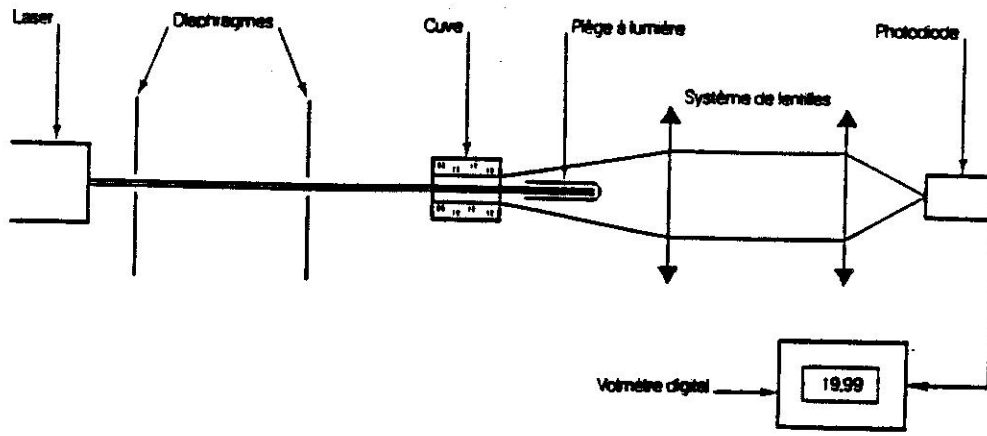 Laser
Diaphragmes
Cuve
Piège à lumière
Photodiode
Système de lentilles
Voltmètre digital
19.99